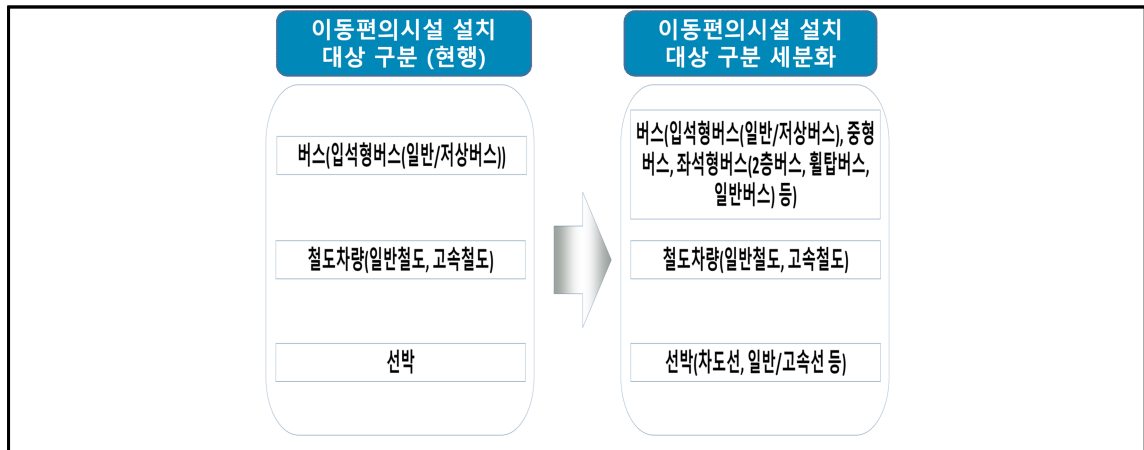 이동편의시설 설치
대상 구분 (현행)
버스(입석형버스(일반/저상버스))
철도차량(일반철도, 고속철도)
선박
이동편의시설 설치
대상 구분 세분화
버스(입석형버스(일반/저상버스), 중형
버스, 좌석형버스(2층버스, 휠탑버스,
일반버스) 등)
철도차량(일반철도, 고속철도)
선박(차도선, 일반/고속선 등)